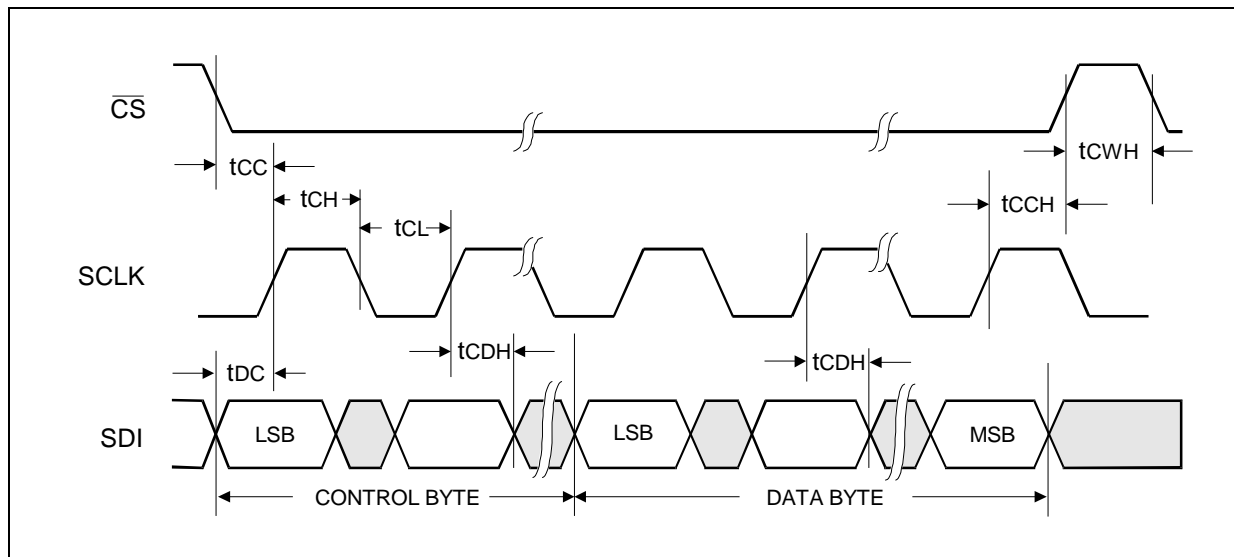 CS
tCC
tCWH
tCH
tCCH
tCL
SCLK
tCDH
tCDH
tDC
SDI
LSB
LSB
MSB
CONTROL BYTE
DATA BYTE